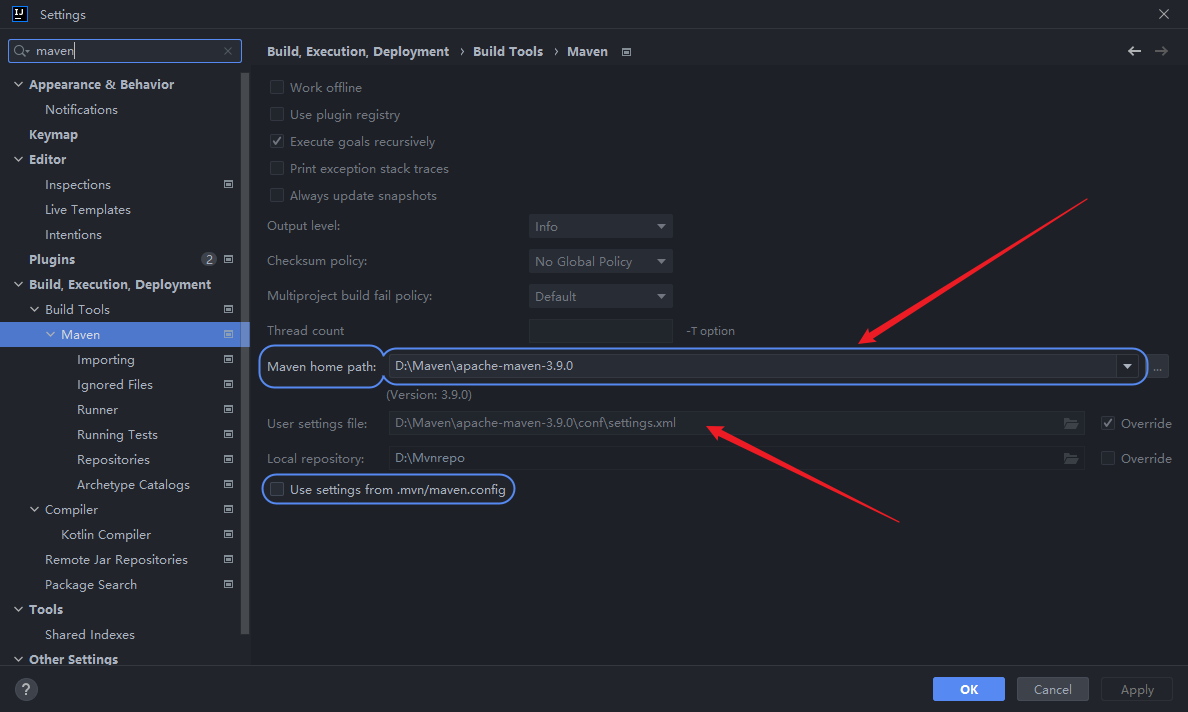 IJ
Settings
maven
Appearance & Behavior
Notifications
Keymap
Editor
Inspections
Live Templates
Intentions
Plugins 2
Build, Execution, Deployment
Build Tools
Maven
Importing
Ignored Files
Runner
Running Tests
Repositories
Archetype Catalogs
Compiler
Kotlin Compiler
Remote Jar Repositories
Package Search
Tools
Shared Indexes
Other Settings
Build, Execution, Deployment › Build Tools › Maven
Work offline
Use plugin registry
Execute goals recursively
Print exception stack traces
Always update snapshots
Output level: Info
Checksum policy: No Global Policy
Multiproject build fail policy: Default
Thread count -T option
Maven home path: D:\Maven\apache-maven-3.9.0 ...
(Version: 3.9.0)
User settings file: D:\Maven\apache-maven-3.9.0\conf\settings.xml Override
Local repository: D:\Mvnrepo Override
Use settings from .mvn/maven.config
? OK Cancel Apply